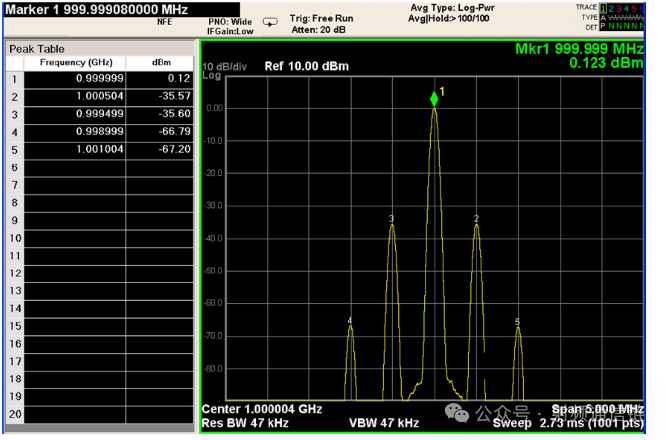 Marker 1 999.999080000 MHz
NFE
PNO: Wide
IFGain:Low
Trig: Free Run
Atten: 20 dB
Avg Type: Log-Pwr
Avg|Hold:> 100/100
TRACE 1 2 3 4 5 6
TYPE A
DET P N N N N N
Peak Table
Frequency (GHz) dBm
1 0.999999 0.12
2 1.000504 -35.57
3 0.999499 -35.60
4 0.998999 -66.79
5 1.001004 -67.20
6
7
8
9
10
11
12
13
14
15
16
17
18
19
20
Mkr1 999.999 MHz
0.123 dBm
10 dB/div
Log
Ref 10.00 dBm
1
0.00
-10.0
-20.0
-30.0
-40.0
-50.0
-60.0
-70.0
-80.0
3
2
4
5
Center 1.000004 GHz
Span 5.000 MHz
Res BW 47 kHz
VBW 47 kHz
Sweep 2.73 ms (1001 pts)
公众号 · 射频通信链